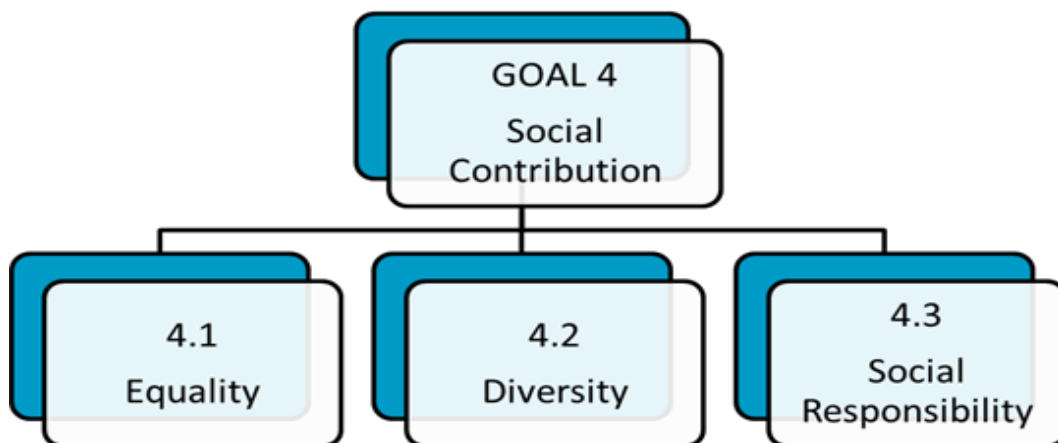 GOAL 4
Social
Contribution
4.1
Equality
4.2
Diversity
4.3
Social
Responsibility